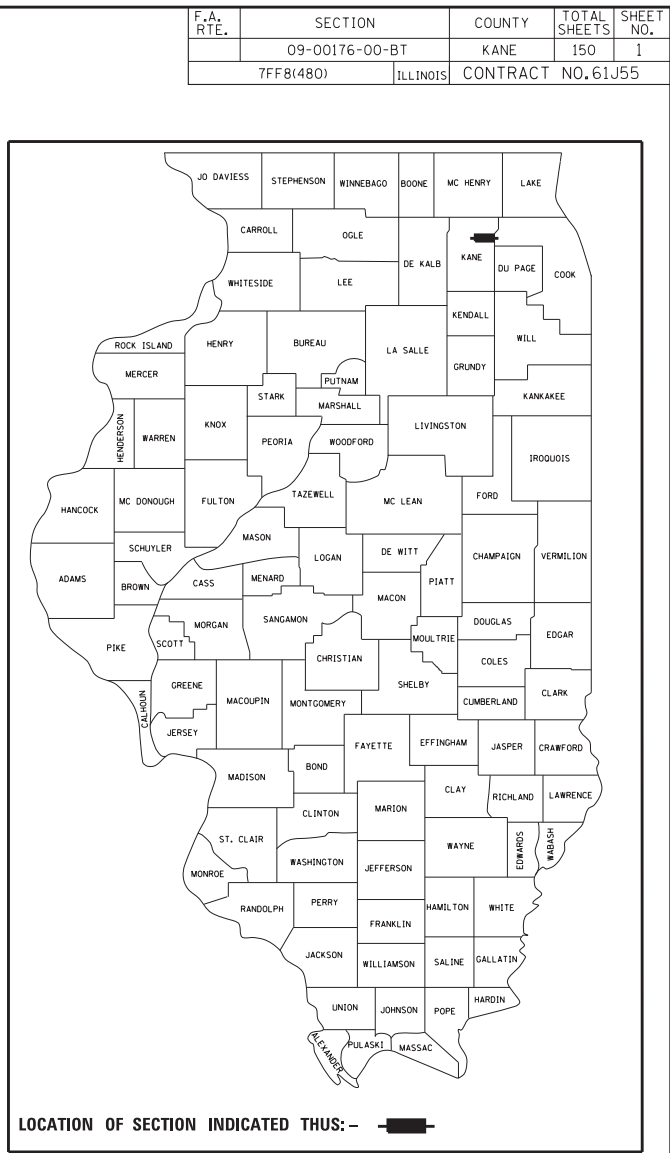 F.A. RTE. SECTION COUNTY TOTAL SHEETS SHEET NO.
09-00176-00-BT KANE 150 1
7FF8(480) ILLINOIS CONTRACT NO. 61J55
JO DAVIESS STEPHENSON WINNEBAGO BOONE MC HENRY LAKE
CARROLL OGLE DE KALB KANE DU PAGE COOK
WHITESIDE LEE
KENDALL WILL
ROCK ISLAND HENRY BUREAU LA SALLE GRUNDY
MERCER PUTNAM KANKAKEE
STARK MARSHALL
HENDERSON WARREN KNOX PEORIA WOODFORD LIVINGSTON IROQUOIS
HANCOCK MC DONOUGH FULTON TAZEWELL MC LEAN FORD
SCHUYLER MASON LOGAN DE WITT CHAMPAIGN VERMILION
ADAMS BROWN CASS MENARD MACON PIATT
PIKE SCOTT MORGAN SANGAMON MOULTRIE DOUGLAS EDGAR
CHRISTIAN COLES
CALHOUN GREENE MACOUPIN MONTGOMERY SHELBY CUMBERLAND CLARK
JERSEY FAYETTE EFFINGHAM JASPER CRAWFORD
MADISON BOND CLAY RICHLAND LAWRENCE
CLINTON MARION
ST. CLAIR WAYNE EDWARDS WABASH
MONROE WASHINGTON JEFFERSON
RANDOLPH PERRY HAMILTON WHITE
FRANKLIN
JACKSON WILLIAMSON SALINE GALLATIN
UNION JOHNSON POPE HARDIN
ALEXANDER PULASKI MASSAC
LOCATION OF SECTION INDICATED THUS:-